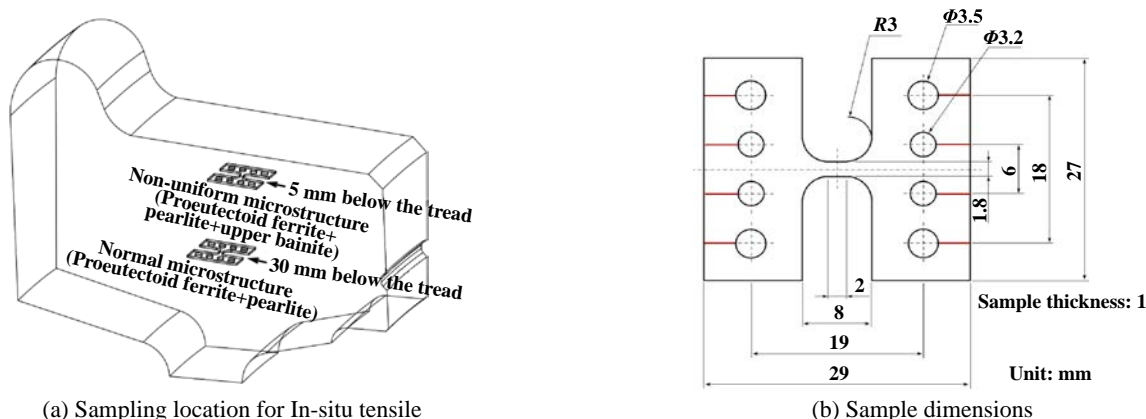 5 mm below the tread
Non-uniform microstructure
(Proeutectoid ferrite+
pearlite+upper bainite)
30 mm below the tread
Normal microstructure
(Proeutectoid ferrite+pearlite)
(a) Sampling location for In-situ tensile
R3
Φ3.5
Φ3.2
6
18
27
1.8
2
8
19
29
Sample thickness: 1
Unit: mm
(b) Sample dimensions